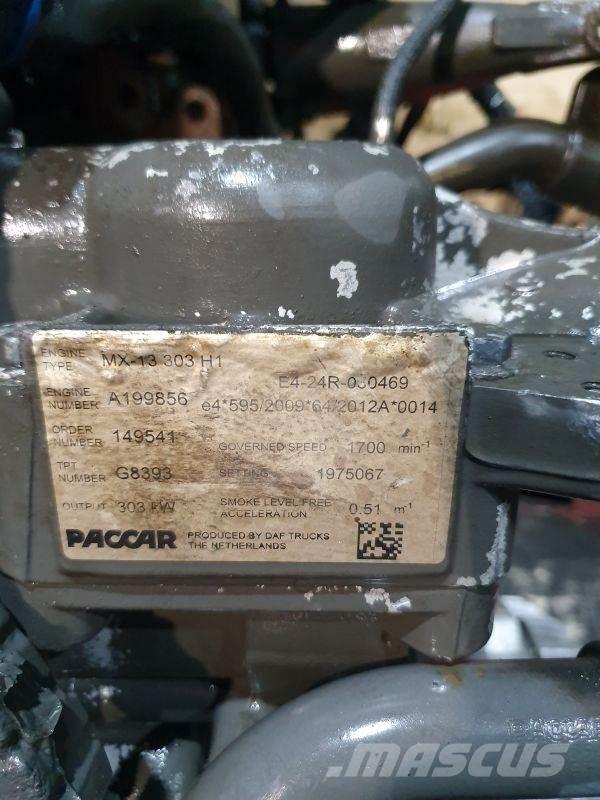 ENGINE TYPE MX-13 303 H1
E4-24R-030469
ENGINE NUMBER A199856 e4*595/2009*64/2012A*0014
ORDER NUMBER 149541 GOVERNED SPEED 1700 min-1
TPT NUMBER G8393 SETTING 1975067
OUTPUT 303 kW SMOKE LEVEL FREE ACCELERATION 0.51 m-1
PACCAR PRODUCED BY DAF TRUCKS THE NETHERLANDS
MASCUS